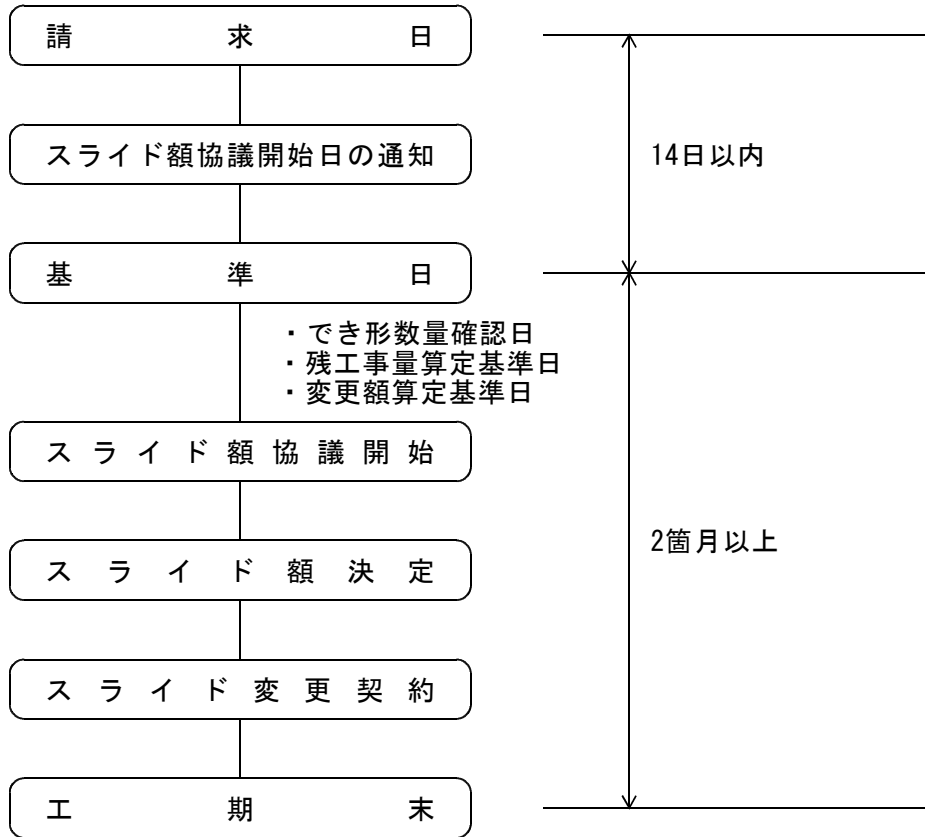 請求日
スライド額協議開始日の通知
14日以内
基準日
・でき形数量確認日
・残工事量算定基準日
・変更額算定基準日
スライド額協議開始
スライド額決定
2箇月以上
スライド変更契約
工期末